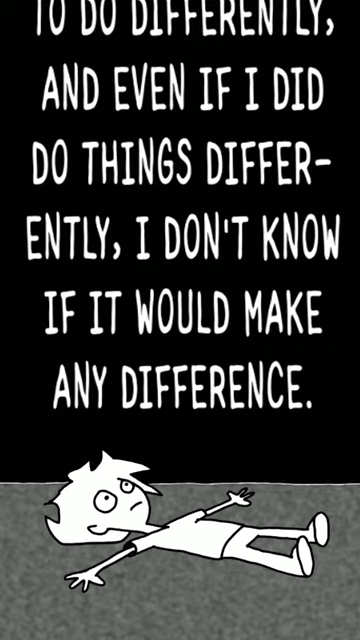 TO DO DIFFERENTLY,
AND EVEN IF I DID
DO THINGS DIFFER-
ENTLY, I DON'T KNOW
IF IT WOULD MAKE
ANY DIFFERENCE.